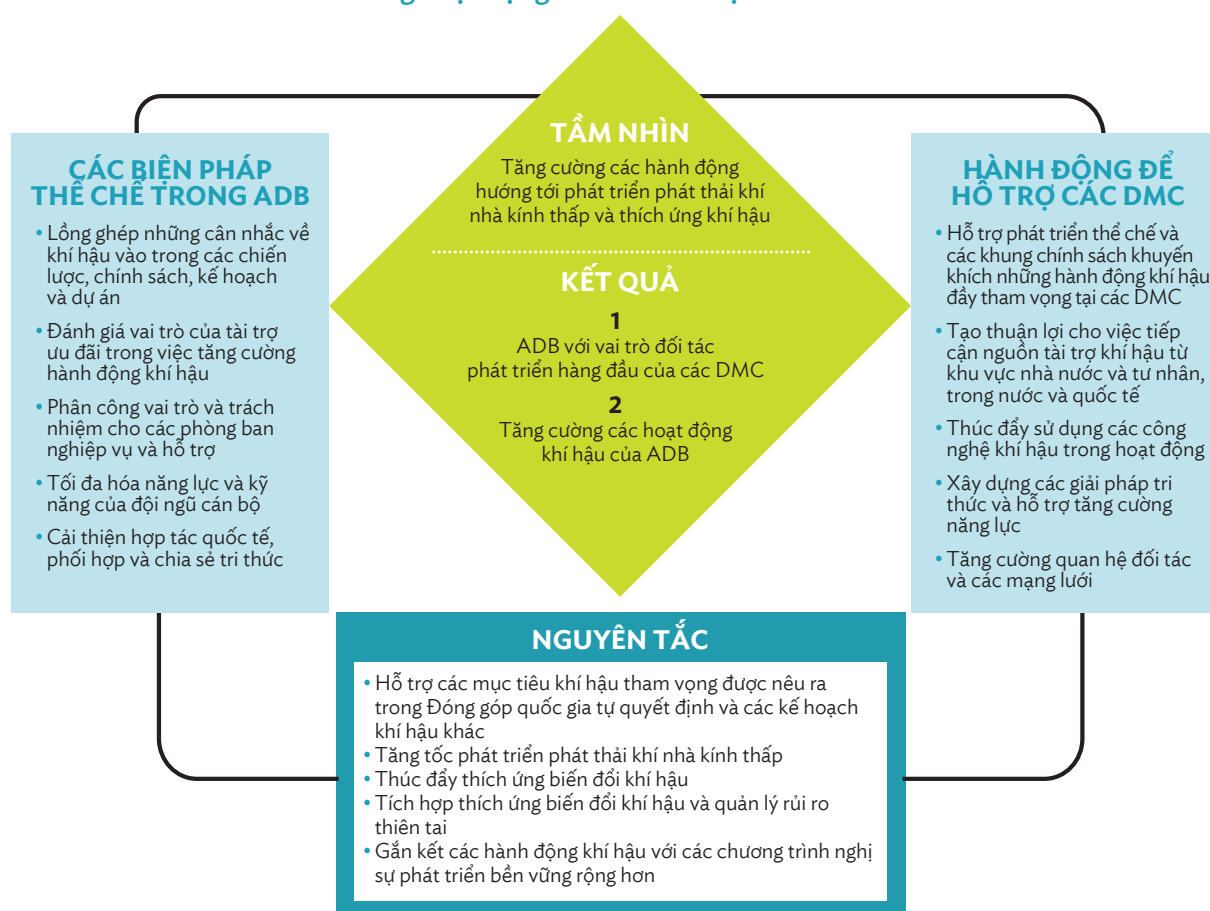 TẦM NHÌN
Tăng cường các hành động
hướng tới phát triển phát thải khí
nhà kính thấp và thích ứng khí hậu
KẾT QUẢ
1
ADB với vai trò đối tác
phát triển hàng đầu của các DMC
2
Tăng cường các hoạt động
khí hậu của ADB
CÁC BIỆN PHÁP
THỂ CHẾ TRONG ADB
• Lồng ghép những cân nhắc về
khí hậu vào trong các chiến
lược, chính sách, kế hoạch
và dự án
• Đánh giá vai trò của tài trợ
ưu đãi trong việc tăng cường
hành động khí hậu
• Phân công vai trò và trách
nhiệm cho các phòng ban
nghiệp vụ và hỗ trợ
• Tối đa hóa năng lực và kỹ
năng của đội ngũ cán bộ
• Cải thiện hợp tác quốc tế,
phối hợp và chia sẻ tri thức
HÀNH ĐỘNG ĐỂ
HỖ TRỢ CÁC DMC
• Hỗ trợ phát triển thể chế và
các khung chính sách khuyến
khích những hành động khí hậu
đầy tham vọng tại các DMC
• Tạo thuận lợi cho việc tiếp
cận nguồn tài trợ khí hậu từ
khu vực nhà nước và tư nhân,
trong nước và quốc tế
• Thúc đẩy sử dụng các công
nghệ khí hậu trong hoạt động
• Xây dựng các giải pháp tri
thức và hỗ trợ tăng cường
năng lực
• Tăng cường quan hệ đối tác
và các mạng lưới
NGUYÊN TẮC
• Hỗ trợ các mục tiêu khí hậu tham vọng được nêu ra
trong Đóng góp quốc gia tự quyết định và các kế hoạch
khí hậu khác
• Tăng tốc phát triển phát thải khí nhà kính thấp
• Thúc đẩy thích ứng biến đổi khí hậu
• Tích hợp thích ứng biến đổi khí hậu và quản lý rủi ro
thiên tai
• Gắn kết các hành động khí hậu với các chương trình nghị
sự phát triển bền vững rộng hơn